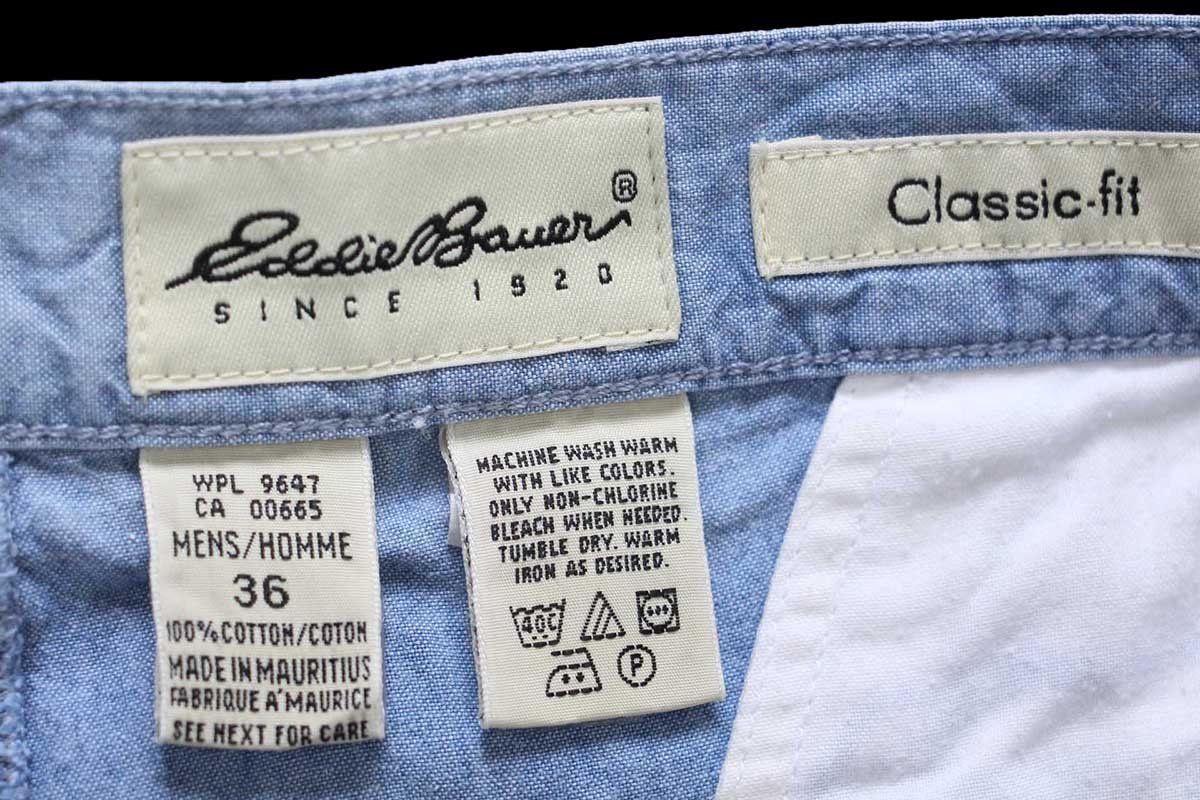 Eddie Bauer®
SINCE 1920
Classic-fit
WPL 9647
CA 00665
MENS/HOMME
36
100% COTTON/COTON
MADE IN MAURITIUS
FABRIQUE A' MAURICE
SEE NEXT FOR CARE
MACHINE WASH WARM
WITH LIKE COLORS.
ONLY NON-CHLORINE
BLEACH WHEN NEEDED.
TUMBLE DRY. WARM
IRON AS DESIRED.
40C
P